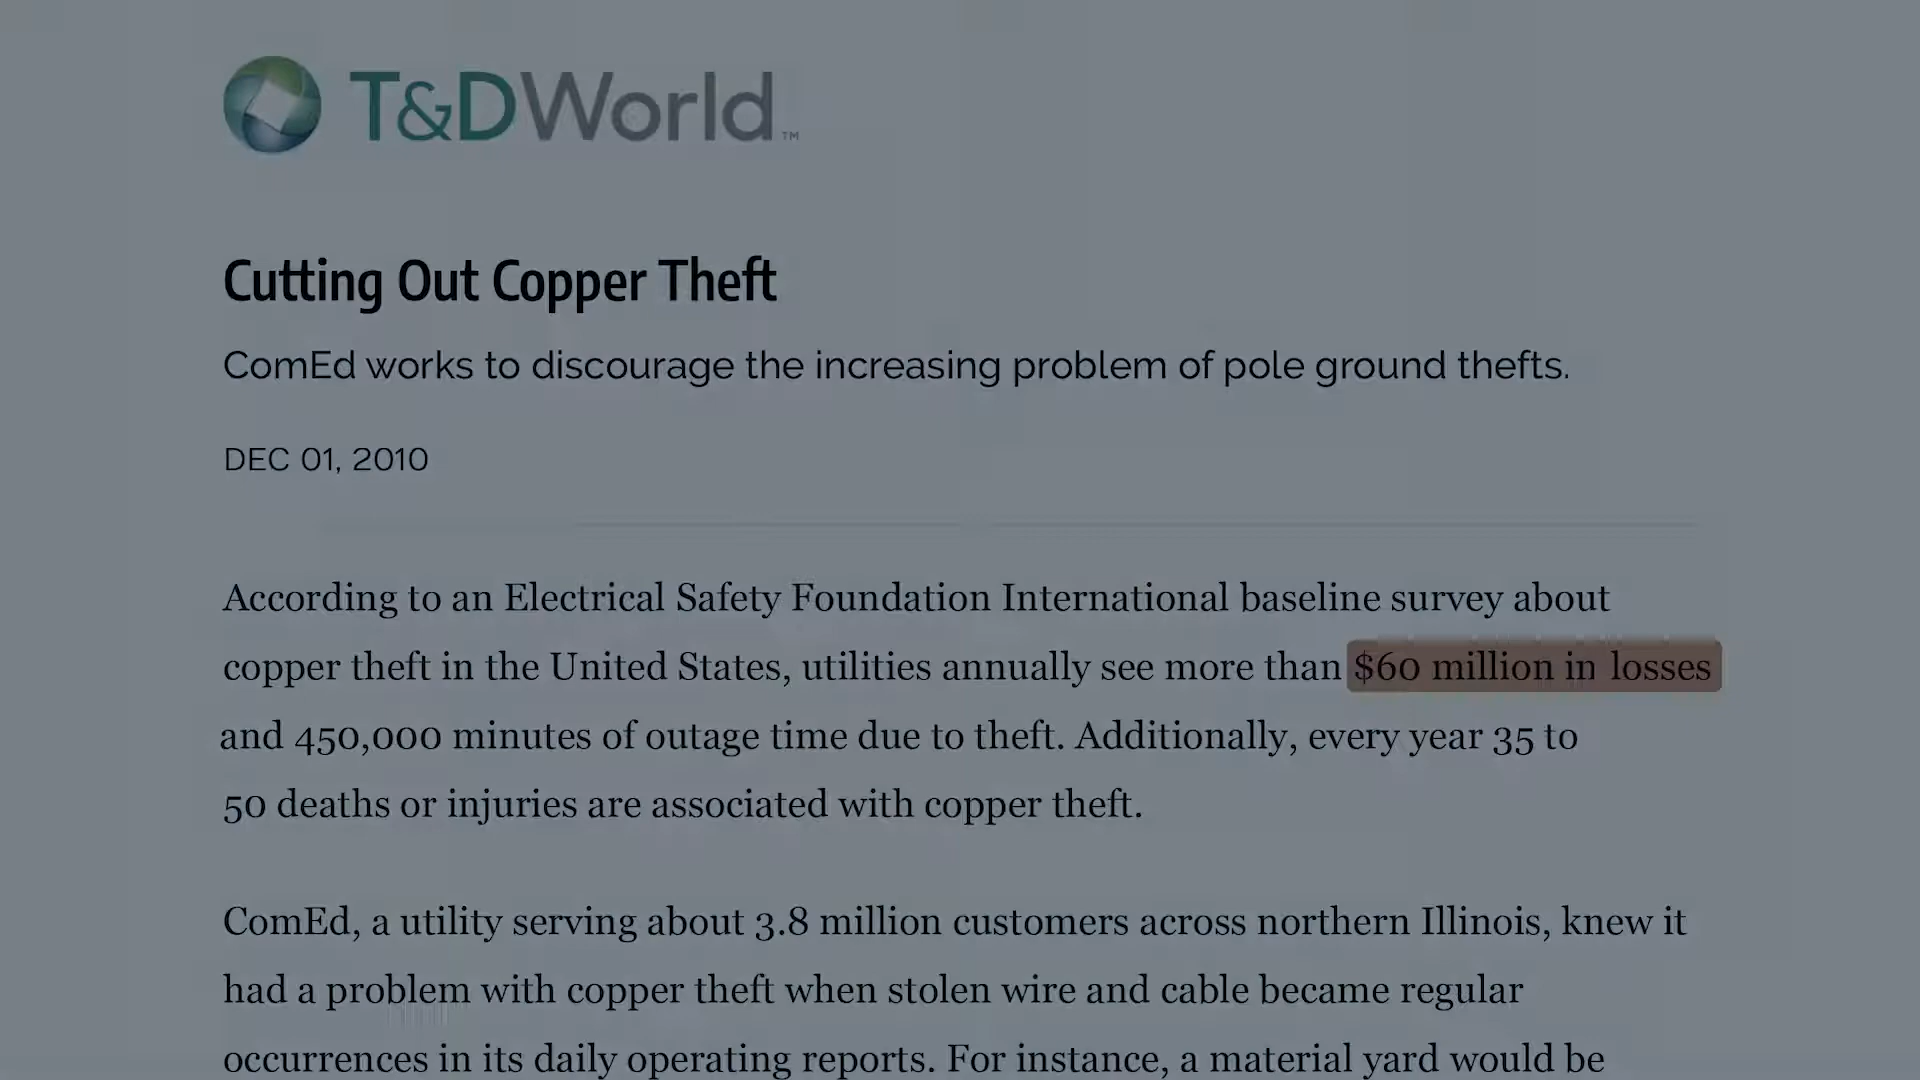 T&DWorld™
Cutting Out Copper Theft
ComEd works to discourage the increasing problem of pole ground thefts.
DEC 01, 2010
According to an Electrical Safety Foundation International baseline survey about
copper theft in the United States, utilities annually see more than $60 million in losses
and 450,000 minutes of outage time due to theft. Additionally, every year 35 to
50 deaths or injuries are associated with copper theft.
ComEd, a utility serving about 3.8 million customers across northern Illinois, knew it
had a problem with copper theft when stolen wire and cable became regular
occurrences in its daily operating reports. For instance, a material yard would be